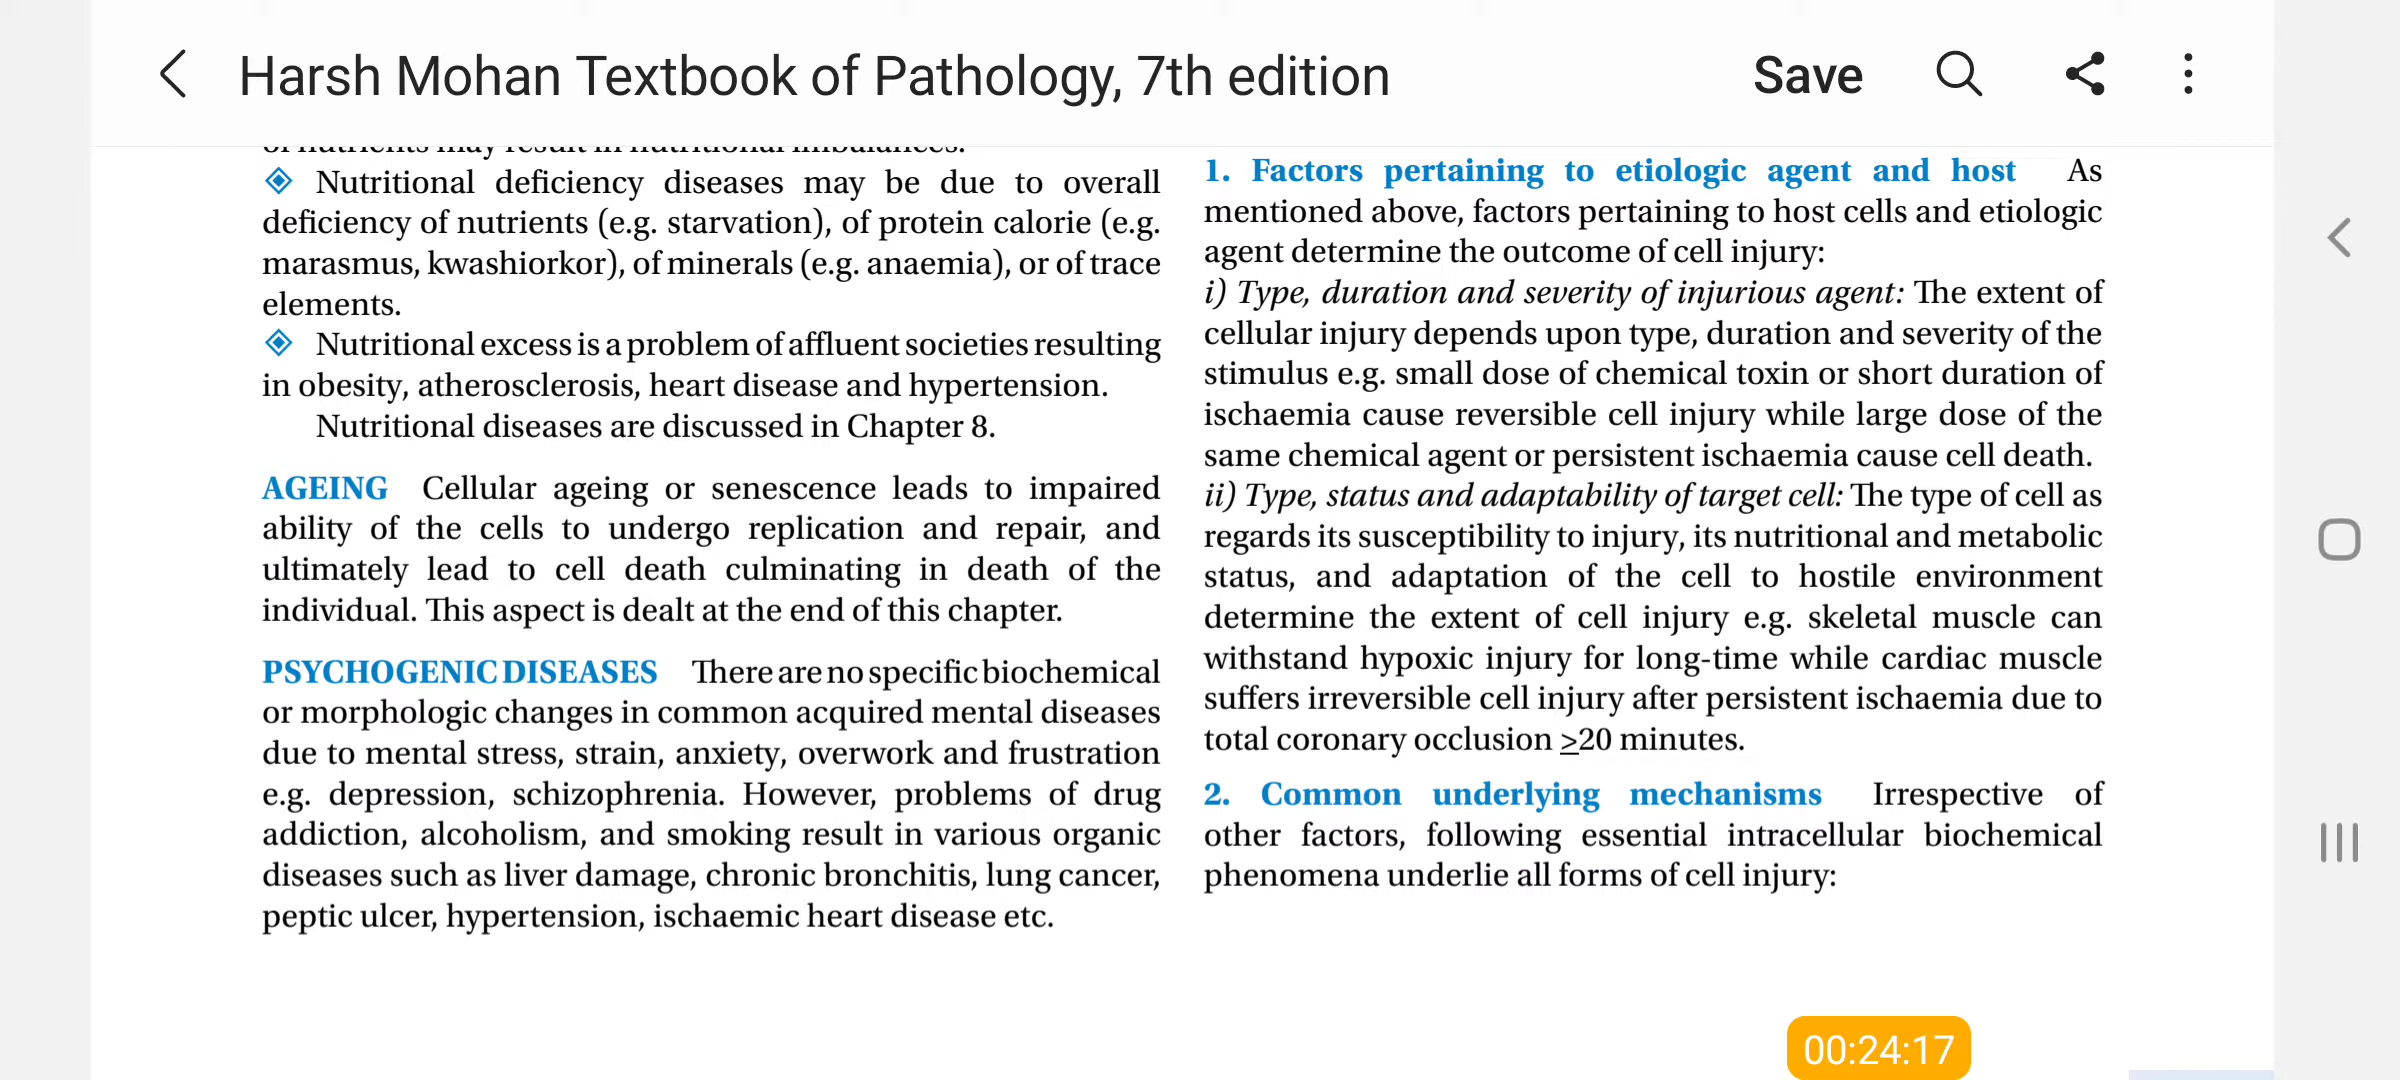 Harsh Mohan Textbook of Pathology, 7th edition
Save
of nutrients may result in nutritional imbalances.
Nutritional deficiency diseases may be due to overall
deficiency of nutrients (e.g. starvation), of protein calorie (e.g.
marasmus, kwashiorkor), of minerals (e.g. anaemia), or of trace
elements.
Nutritional excess is a problem of affluent societies resulting
in obesity, atherosclerosis, heart disease and hypertension.
Nutritional diseases are discussed in Chapter 8.
AGEING Cellular ageing or senescence leads to impaired
ability of the cells to undergo replication and repair, and
ultimately lead to cell death culminating in death of the
individual. This aspect is dealt at the end of this chapter.
PSYCHOGENIC DISEASES There are no specific biochemical
or morphologic changes in common acquired mental diseases
due to mental stress, strain, anxiety, overwork and frustration
e.g. depression, schizophrenia. However, problems of drug
addiction, alcoholism, and smoking result in various organic
diseases such as liver damage, chronic bronchitis, lung cancer,
peptic ulcer, hypertension, ischaemic heart disease etc.
1. Factors pertaining to etiologic agent and host As
mentioned above, factors pertaining to host cells and etiologic
agent determine the outcome of cell injury:
i) Type, duration and severity of injurious agent: The extent of
cellular injury depends upon type, duration and severity of the
stimulus e.g. small dose of chemical toxin or short duration of
ischaemia cause reversible cell injury while large dose of the
same chemical agent or persistent ischaemia cause cell death.
ii) Type, status and adaptability of target cell: The type of cell as
regards its susceptibility to injury, its nutritional and metabolic
status, and adaptation of the cell to hostile environment
determine the extent of cell injury e.g. skeletal muscle can
withstand hypoxic injury for long-time while cardiac muscle
suffers irreversible cell injury after persistent ischaemia due to
total coronary occlusion ≥20 minutes.
2. Common underlying mechanisms Irrespective of
other factors, following essential intracellular biochemical
phenomena underlie all forms of cell injury:
00:24:17